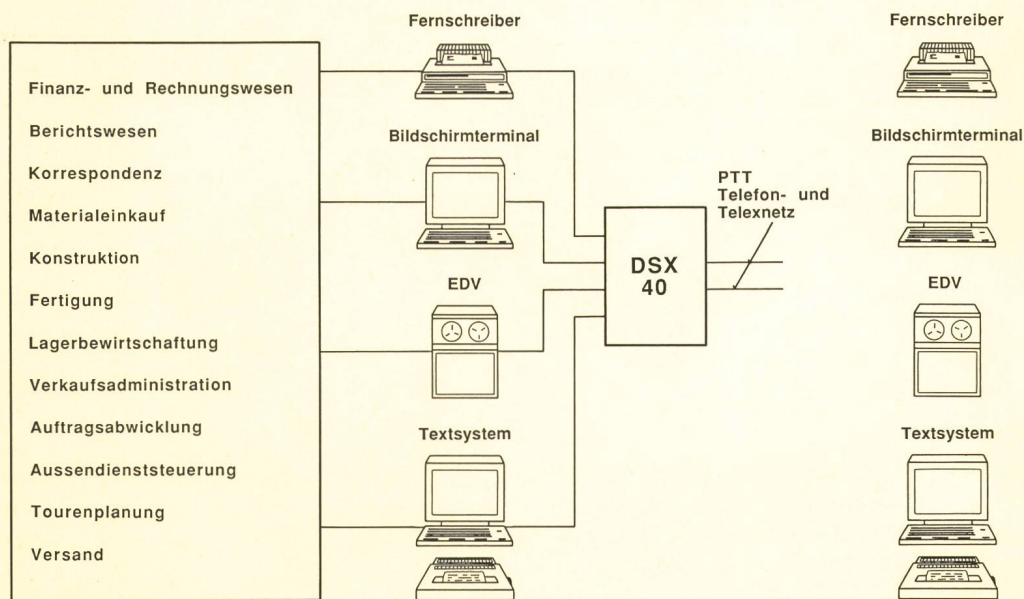 Finanz- und Rechnungswesen
Berichtswesen
Korrespondenz
Materialeinkauf
Konstruktion
Fertigung
Lagerbewirtschaftung
Verkaufsadministration
Auftragsabwicklung
Aussendienststeuerung
Tourenplanung
Versand
Fernschreiber
Bildschirmterminal
EDV
Textsystem
DSX
40
PTT
Telefon- und
Telexnetz
Fernschreiber
Bildschirmterminal
EDV
Textsystem